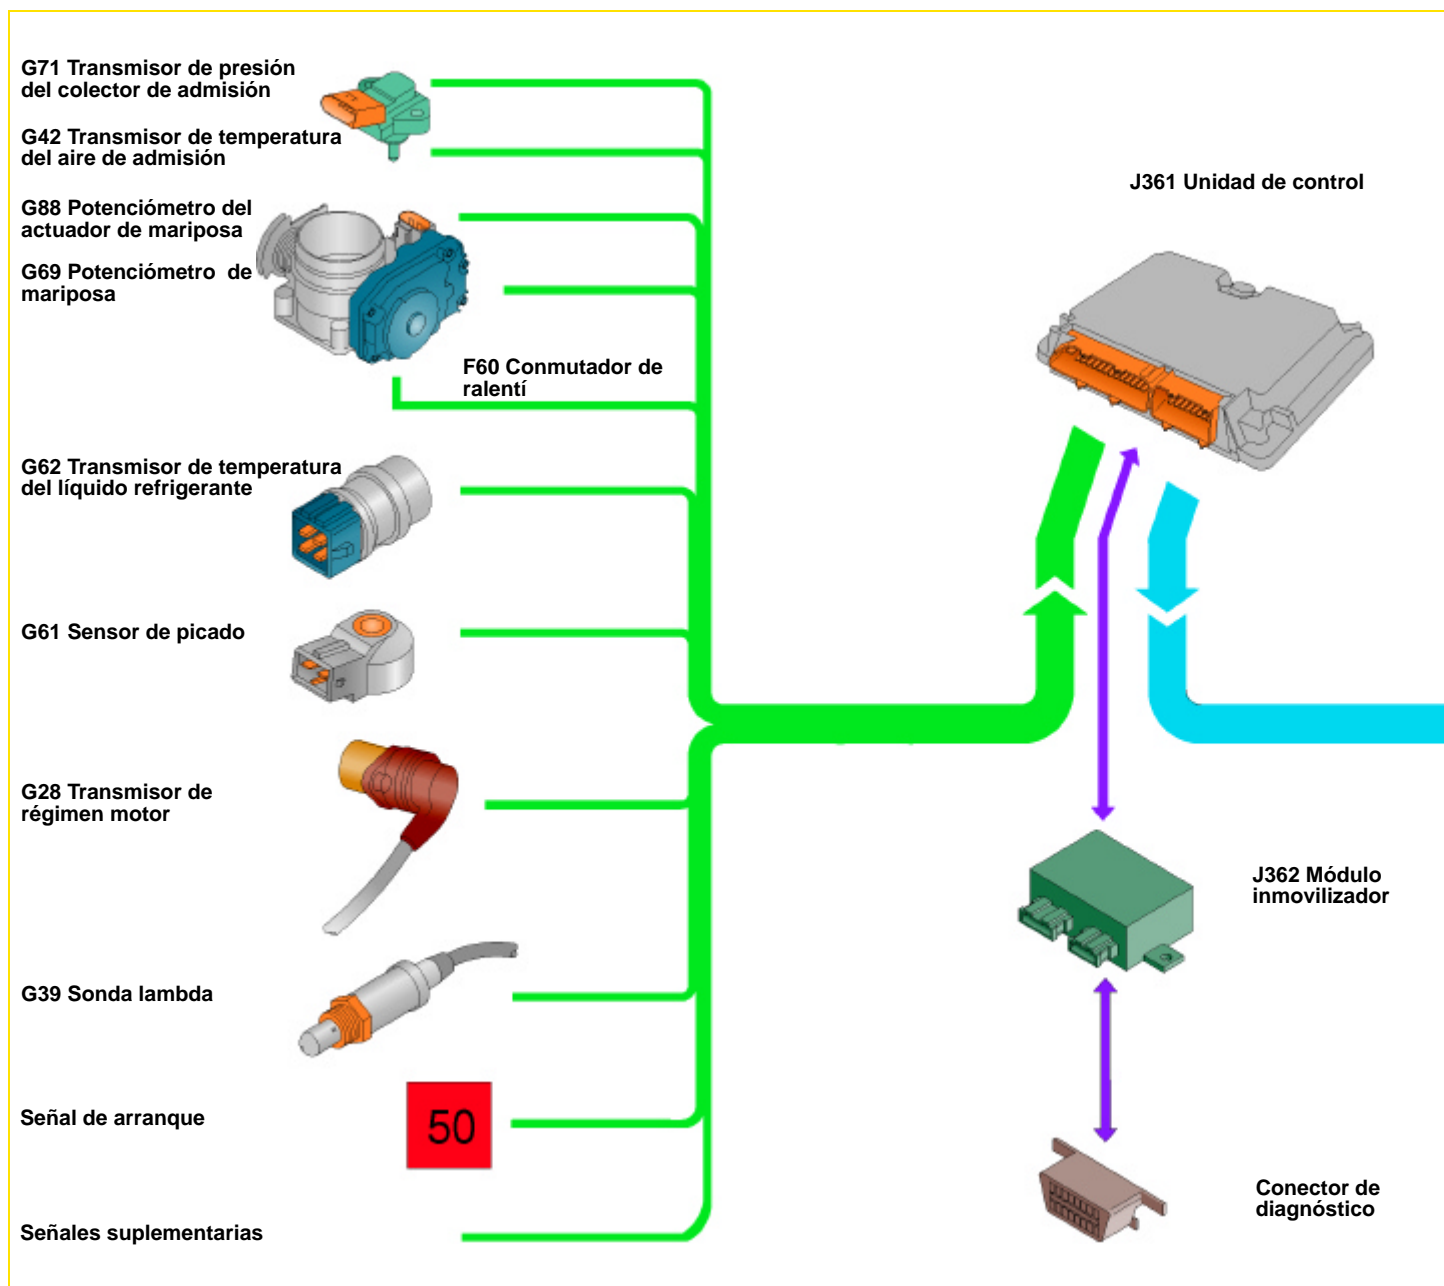 G71 Transmisor de presión
del colector de admisión
G42 Transmisor de temperatura
del aire de admisión
J361 Unidad de control
G88 Potenciómetro del
actuador de mariposa
G69 Potenciómetro de
mariposa
F60 Conmutador de
ralentí
G62 Transmisor de temperatura
del líquido refrigerante
G61 Sensor de picado
G28 Transmisor de
régimen motor
J362 Módulo
inmovilizador
G39 Sonda lambda
Señal de arranque
50
Conector de
diagnóstico
Señales suplementarias